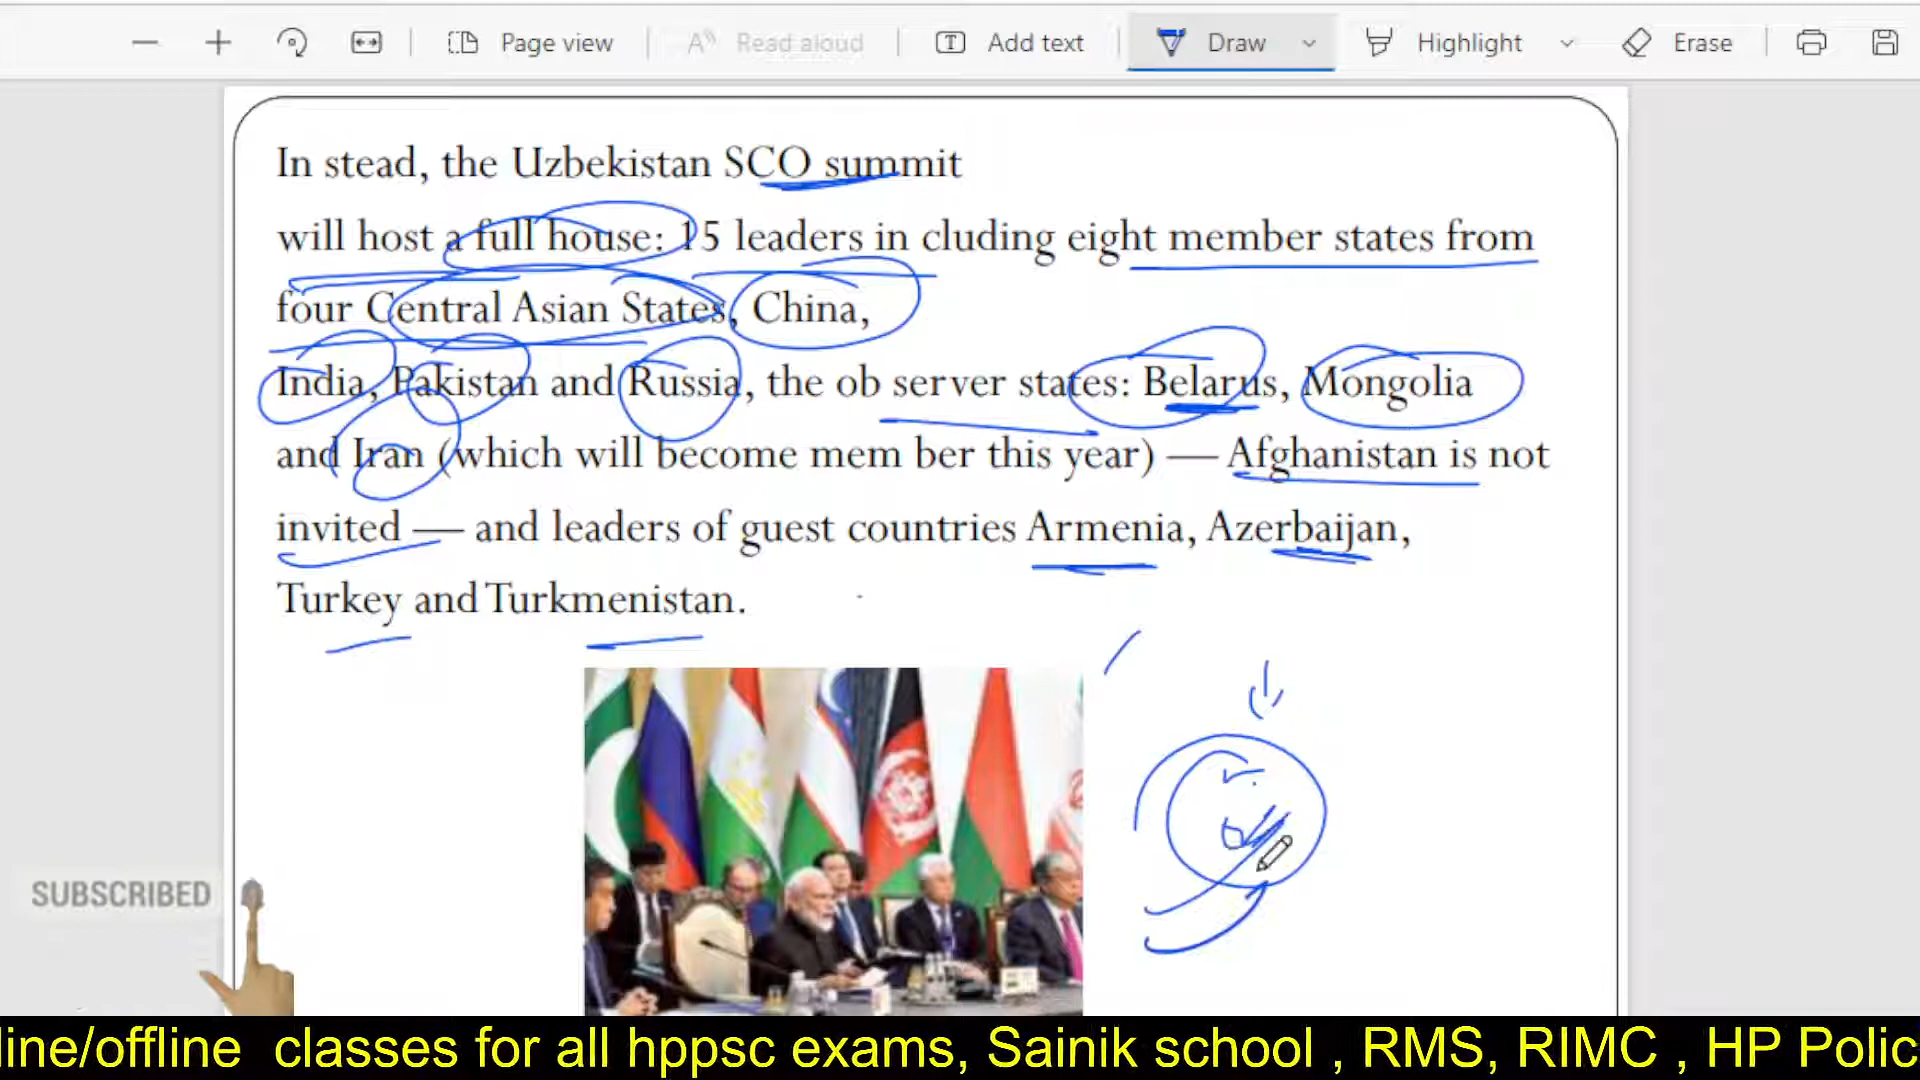 Page view
Read aloud
Add text
Draw
Highlight
Erase
In stead, the Uzbekistan SCO summit
will host a full house: 15 leaders in cluding eight member states from
four Central Asian States, China,
India, Pakistan and Russia, the ob server states: Belarus, Mongolia
and Iran (which will become mem ber this year) — Afghanistan is not
invited — and leaders of guest countries Armenia, Azerbaijan,
Turkey and Turkmenistan.
SUBSCRIBED
line/offline classes for all hppsc exams, Sainik school , RMS, RIMC , HP Polic